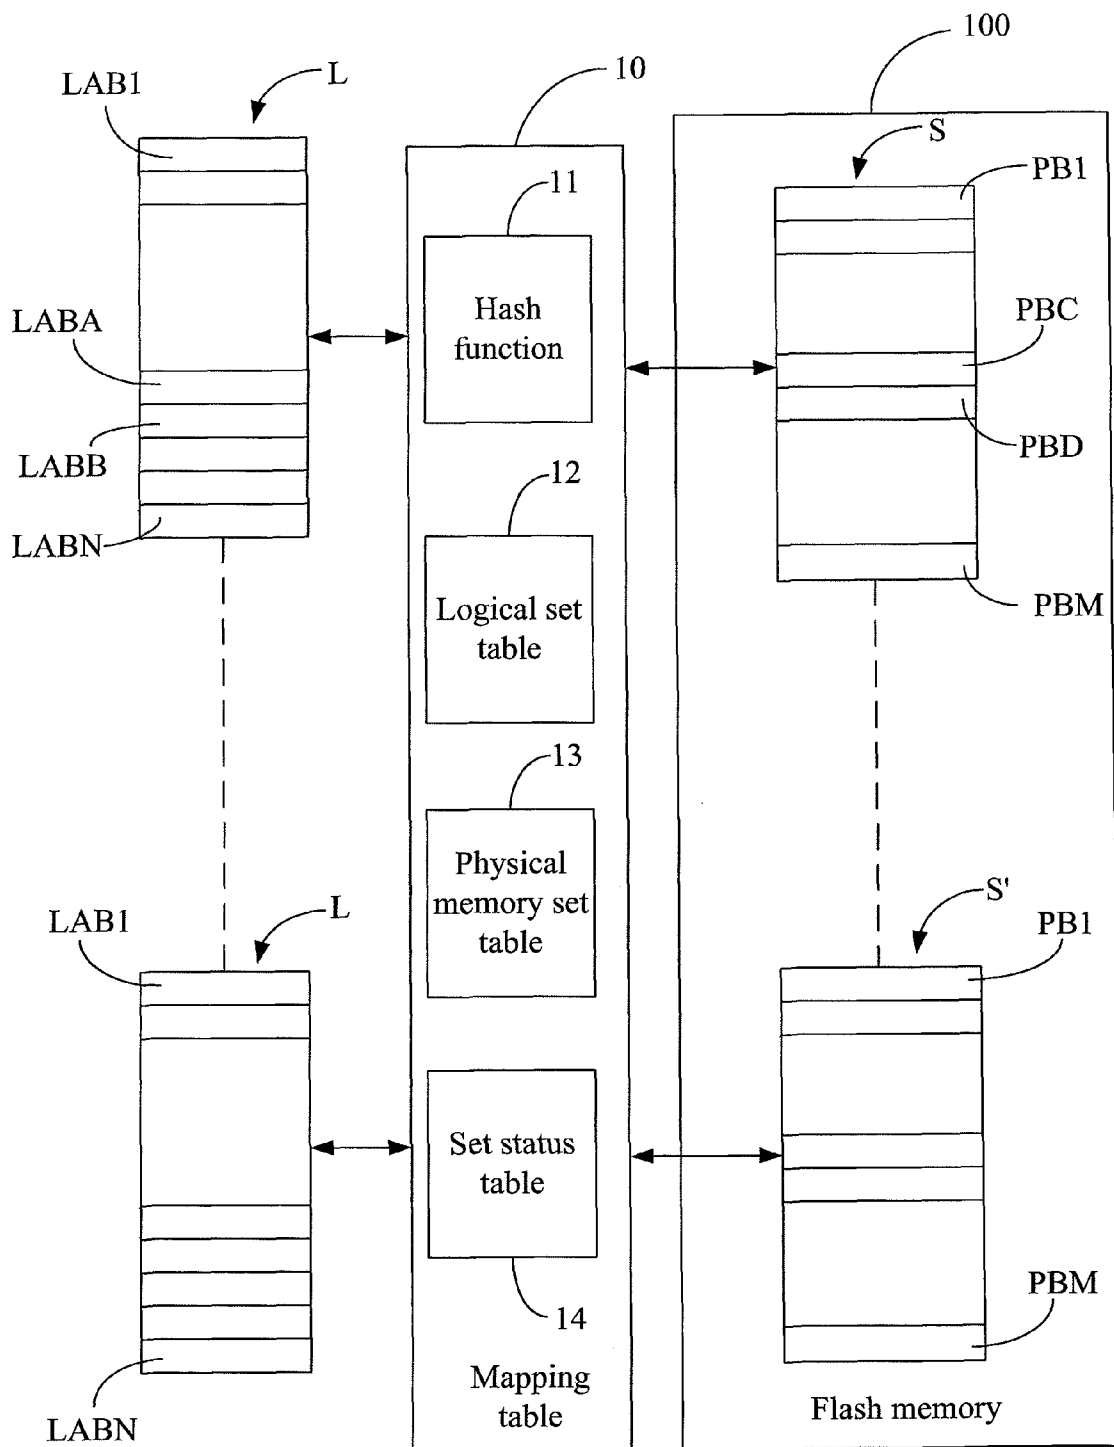 100
10
L
LAB1
S
PB1
11
Hash
function
LABA
PBC
LABB
PBD
12
LABN
Logical set
table
PBM
13
Physical
memory set
table
L
LAB1
S'
PB1
Set status
table
PBM
14
Mapping
table
Flash memory
LABN